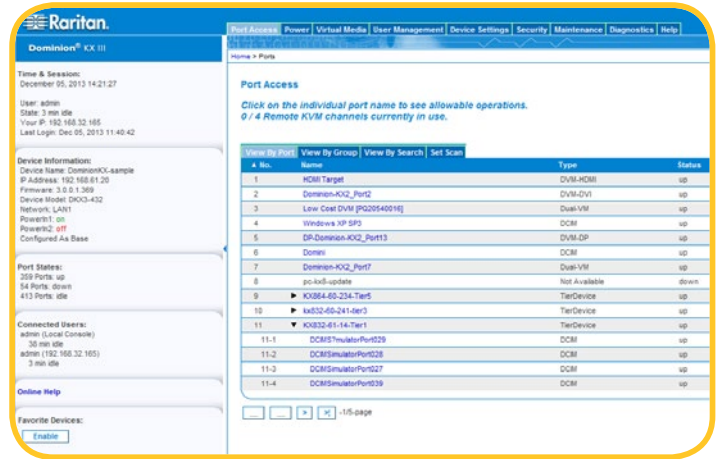 Raritan.
Dominion® KX III
Port Access Power Virtual Media User Management Device Settings Security Maintenance Diagnostics Help
Home > Ports
Time & Session:
December 05, 2013 14:21:27
User: admin
State: 3 min idle
Your IP: 192.168.32.165
Last Login: Dec 05, 2013 11:40:42
Device Information:
Device Name: DominionKX-sample
IP Address: 192.168.61.20
Firmware: 3.0.0.1.369
Device Model: DKX3-432
Network: LAN1
PowerIn1: on
PowerIn2: off
Configured As Base
Port States:
359 Ports: up
54 Ports: down
413 Ports: idle
Connected Users:
admin (Local Console)
38 min idle
admin (192.168.32.165)
3 min idle
Online Help
Favorite Devices:
Enable
Port Access
Click on the individual port name to see allowable operations.
0 / 4 Remote KVM channels currently in use.
View By Port View By Group View By Search Set Scan
▲ No. Name Type Status
1 HDMI Target DVM-HDMI up
2 Dominion-KX2_Port2 DVM-DVI up
3 Low Cost DVM [PG20540016] Dual-VM up
4 Windows XP SP3 DCIM up
5 DP-Dominion-KX2_Port13 DVM-DP up
6 Domini DCIM up
7 Dominion-KX2_Port7 Dual-VM up
8 pc-kx8-update Not Available down
9 ► KX864-60-234-Tier5 TierDevice up
10 ► kx832-60-241-tier3 TierDevice up
11 ▼ KX832-61-14-Tier1 TierDevice up
11-1 DCIMS?mulatorPort029 DCIM up
11-2 DCIMSimulatorPort028 DCIM up
11-3 DCIMSimulatorPort027 DCIM up
11-4 DCIMSimulatorPort039 DCIM up
... ... > >| -1/5-page